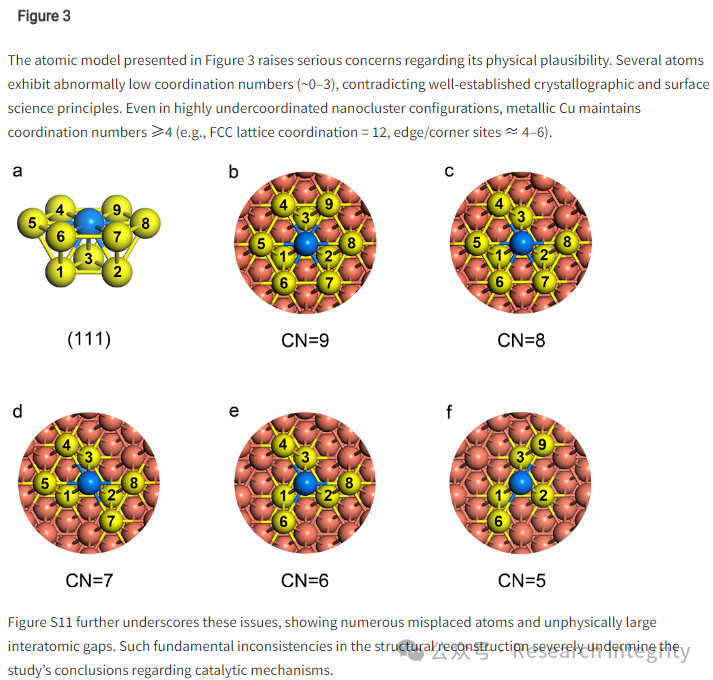 Figure 3
The atomic model presented in Figure 3 raises serious concerns regarding its physical plausibility. Several atoms
exhibit abnormally low coordination numbers (~0–3), contradicting well-established crystallographic and surface
science principles. Even in highly undercoordinated nanocluster configurations, metallic Cu maintains
coordination numbers ⩾4 (e.g., FCC lattice coordination = 12, edge/corner sites ≈ 4–6).
a
b
c
4 9
5 8
6 7
3
1 2
4 9
3
5 8
1 2
6 7
4
3
5 8
1 2
6 7
(111)
CN=9
CN=8
d
e
f
4
3
5 8
1 2
7
4
3
8
1 2
6
9
3
1 2
6
CN=7
CN=6
CN=5
Figure S11 further underscores these issues, showing numerous misplaced atoms and unphysically large
interatomic gaps. Such fundamental inconsistencies in the structural reconstruction severely undermine the
study's conclusions regarding catalytic mechanisms.
公众号 · Research Integrity